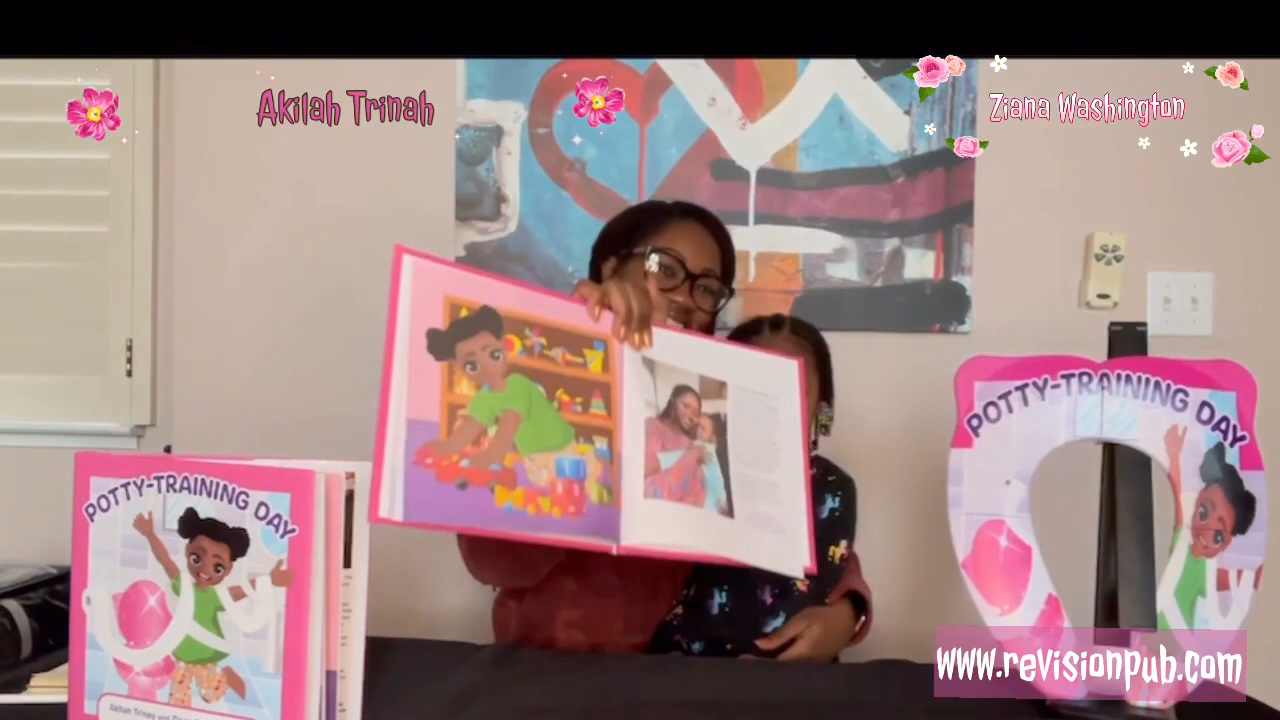 Akilah Trinah
Ziana Washington
POTTY-TRAINING DAY
POTTY-TRAINING DAY
www.revisionpub.com